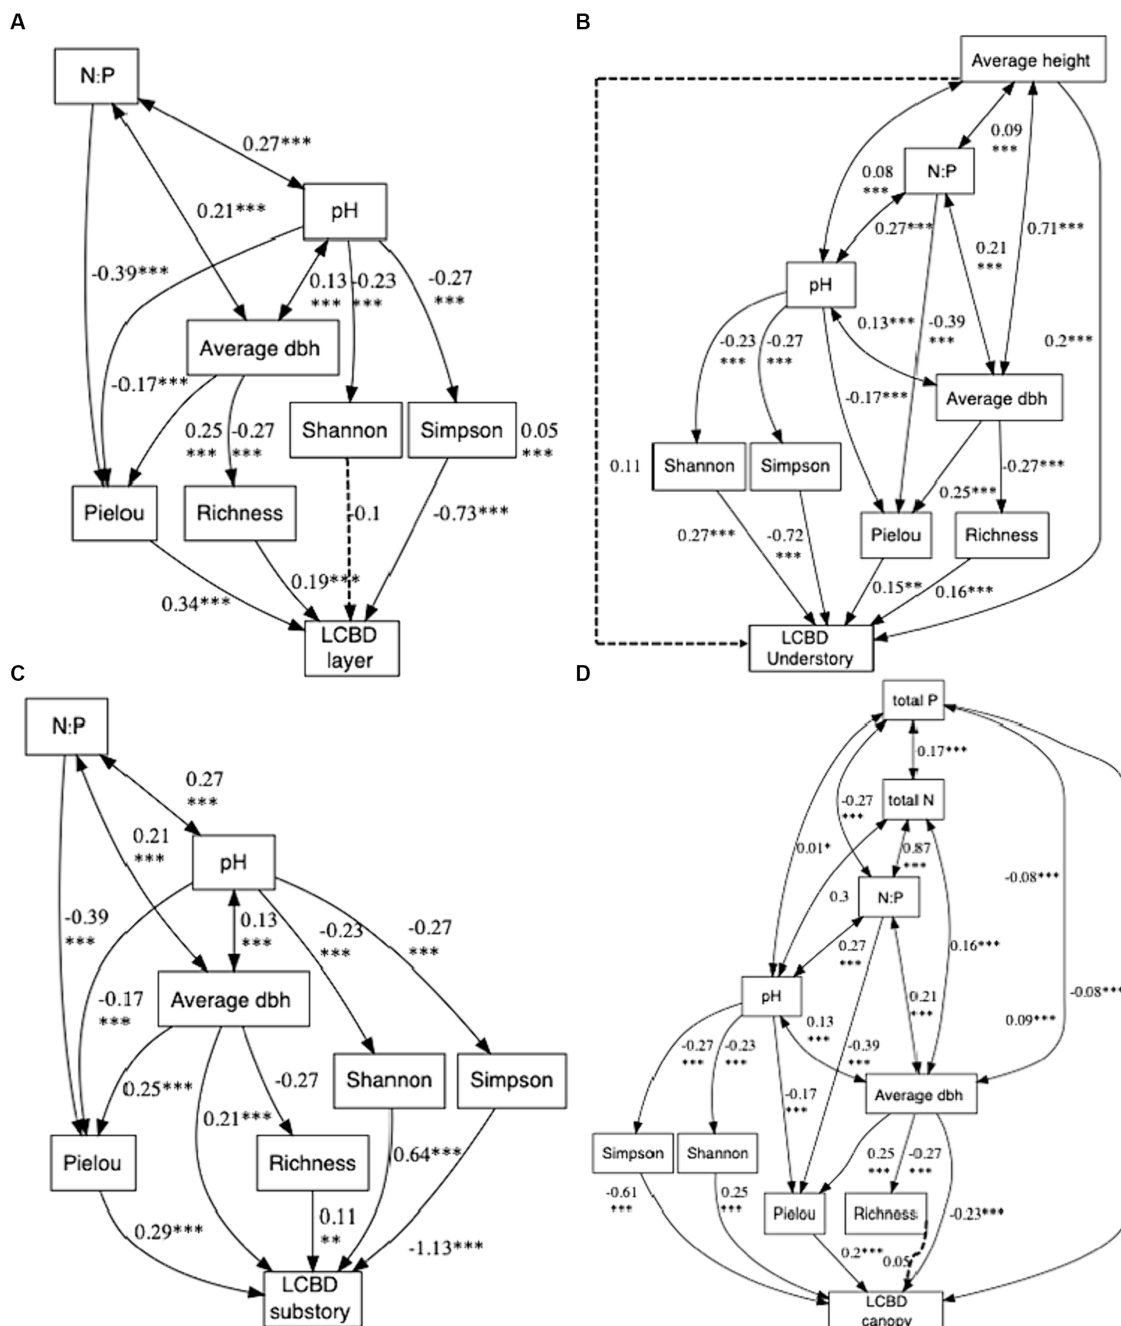 A
N:P
0.27***
pH
0.21***
-0.39***
0.13
***
-0.23
***
-0.27
***
Average dbh
-0.17***
0.25
***
-0.27
***
Shannon
Simpson
0.05
***
Pielou
Richness
-0.1
-0.73***
0.34***
0.19***
LCBD
layer
B
Average height
0.09
***
N:P
0.08
***
0.27***
0.71***
0.21
***
pH
0.13***
-0.39
***
0.2***
-0.23
***
-0.27
***
-0.17***
Average dbh
0.11
Shannon
Simpson
-0.27***
0.25***
0.27***
-0.72
***
Pielou
Richness
0.15**
0.16***
LCBD
Understory
C
N:P
0.27
***
0.21
***
pH
-0.39
***
0.13
***
-0.23
***
-0.27
***
Average dbh
-0.17
***
0.25***
-0.27
Shannon
Simpson
0.21***
Pielou
Richness
0.64***
0.29***
0.11
**
-1.13***
LCBD
substory
D
total P
0.17***
total N
-0.27
***
0.01*
0.87
***
-0.08***
N:P
0.3
0.27
***
0.16***
pH
-0.08***
0.21
***
0.09***
0.13
***
-0.27
***
-0.23
***
-0.39
***
-0.17
***
Average dbh
Simpson
Shannon
0.25
***
-0.27
***
-0.61
***
0.25
***
Pielou
Richness
-0.23***
0.2***
0.05
LCBD
canopy